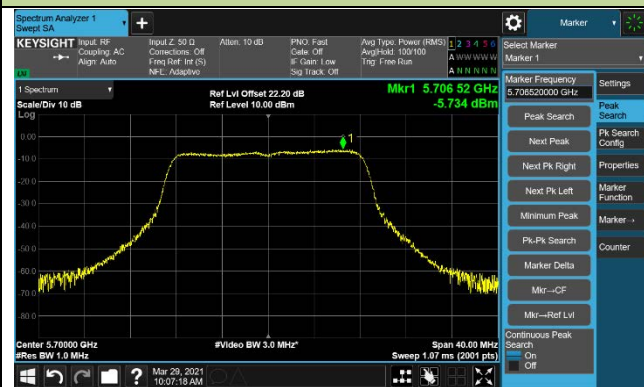 Spectrum Analyzer 1
Swept SA
+
Marker
KEYSIGHT
Input: RF
Coupling: AC
Align: Auto
Input Z: 50 Ω
Corrections: Off
Freq Ref: Int (S)
NFE: Adaptive
Atten: 10 dB
PNO: Fast
Gate: Off
IF Gain: Low
Sig Track: Off
Avg Type: Power (RMS)
Avg|Hold: 100/100
Trig: Free Run
1 2 3 4 5 6
A W W W W W
A N N N N N
Select Marker
Marker 1
1 Spectrum
Scale/Div 10 dB
Log
Ref Lvl Offset 22.20 dB
Ref Level 10.00 dBm
Mkr1 5.706 52 GHz
-5.734 dBm
1
0.00
-10.0
-20.0
-30.0
-40.0
-50.0
-60.0
-70.0
-80.0
Center 5.70000 GHz
#Res BW 1.0 MHz
#Video BW 3.0 MHz*
Span 40.00 MHz
Sweep 1.07 ms (2001 pts)
Marker Frequency
5.706520000 GHz
Peak Search
Next Peak
Next Pk Right
Next Pk Left
Minimum Peak
Pk-Pk Search
Marker Delta
Mkr→CF
Mkr→Ref Lvl
Continuous Peak
Search
On
Off
Settings
Peak
Search
Pk Search
Config
Properties
Marker
Function
Marker→
Counter
?
Mar 29, 2021
10:07:18 AM